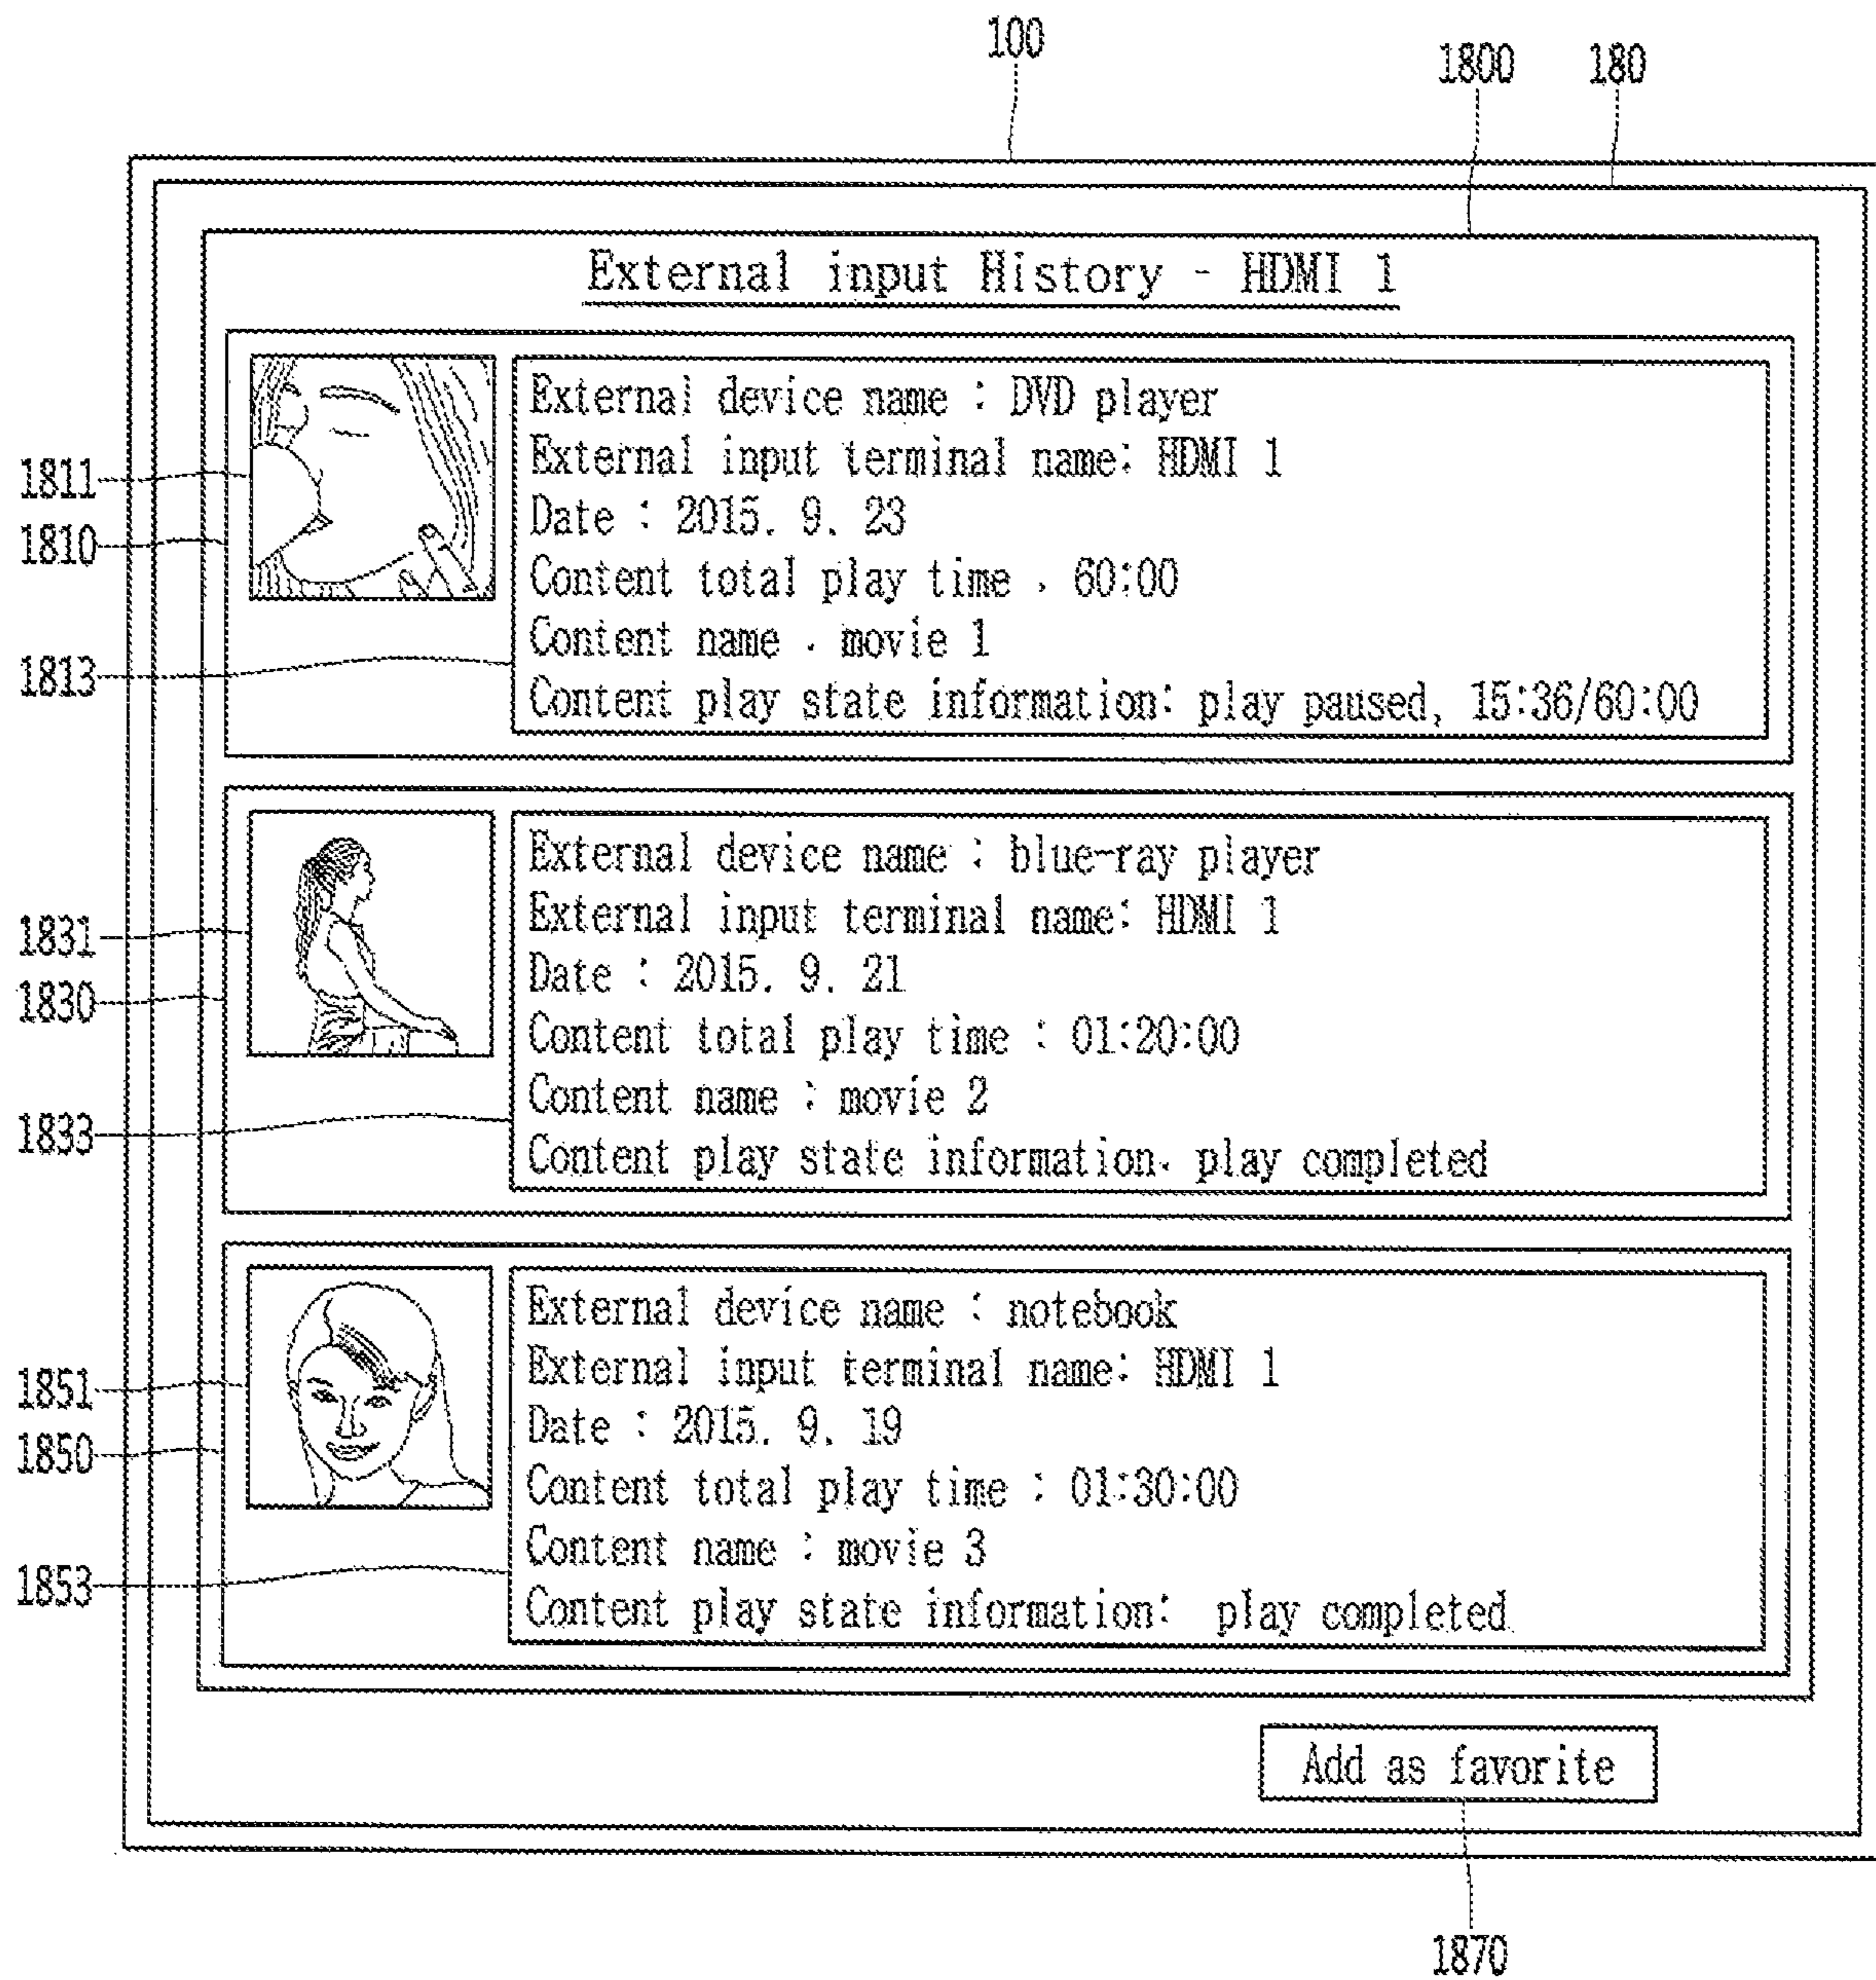 100
1800 180
External input History - HDMI 1
External device name : DVD player
External input terminal name: HDMI 1
1811
Date : 2015. 9. 23
1810
Content total play time . 60:00
Content name . movie 1
1813
Content play state information: play paused, 15:36/60:00
External device name : blue-ray player
External input terminal name: HDMI 1
1831
Date : 2015. 9. 21
1830
Content total play time : 01:20:00
Content name : movie 2
1833
Content play state information. play completed
External device name : notebook
External input terminal name: HDMI 1
1851
Date : 2015. 9. 19
1850
Content total play time : 01:30:00
Content name : movie 3
1853
Content play state information: play completed
Add as favorite
1870